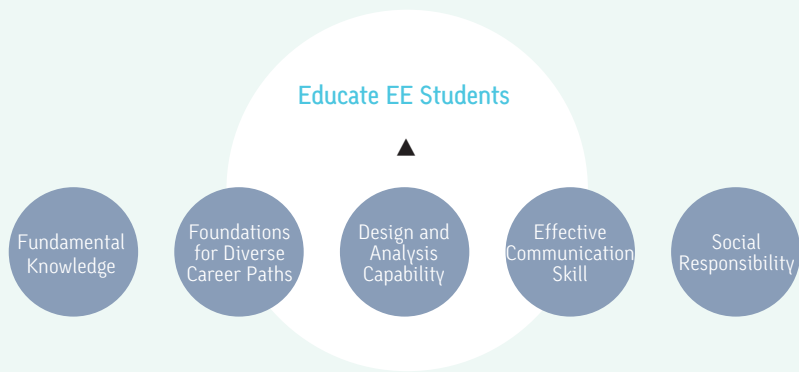 Educate EE Students
▲
Fundamental
Knowledge
Foundations
for Diverse
Career Paths
Design and
Analysis
Capability
Effective
Communication
Skill
Social
Responsibility